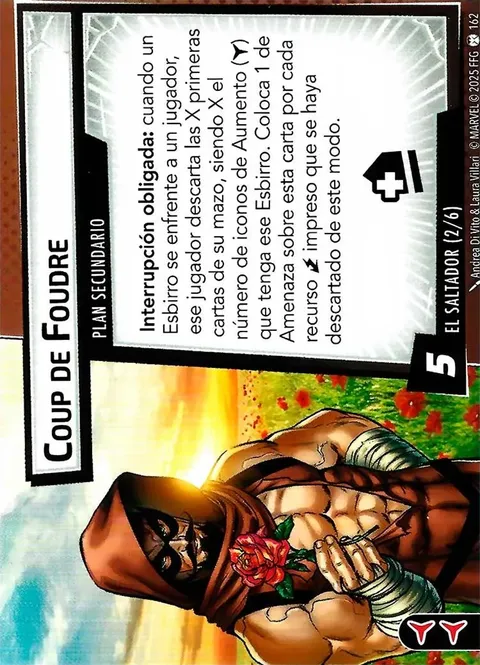 COUP DE FOUDRE
PLAN SECUNDARIO
Interrupción obligada: cuando un
Esbirro se enfrente a un jugador,
ese jugador descarta las X primeras
cartas de su mazo, siendo X el
número de iconos de Aumento ( )
que tenga ese Esbirro. Coloca 1 de
Amenaza sobre esta carta por cada
recurso impreso que se haya
descartado de este modo.
5
EL SALTADOR (2/6)
Andrea Di Vito & Laura Villari © MARVEL © 2025 FFG 162